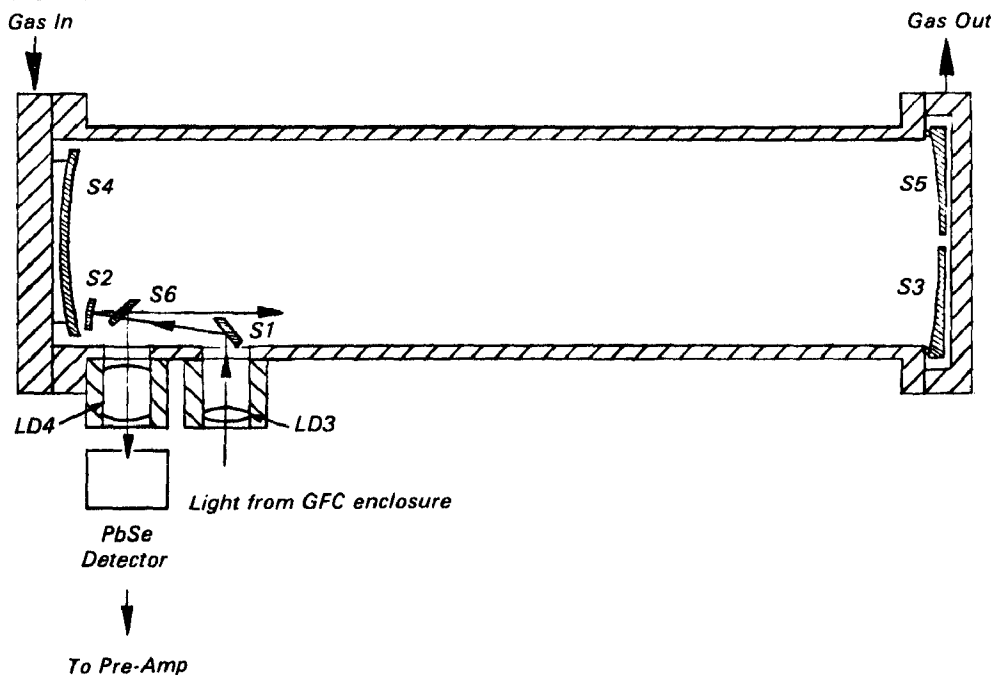 Gas In
Gas Out
S4
S5
S2
S6
S3
S1
LD4
LD3
Light from GFC enclosure
PbSe
Detector
To Pre-Amp